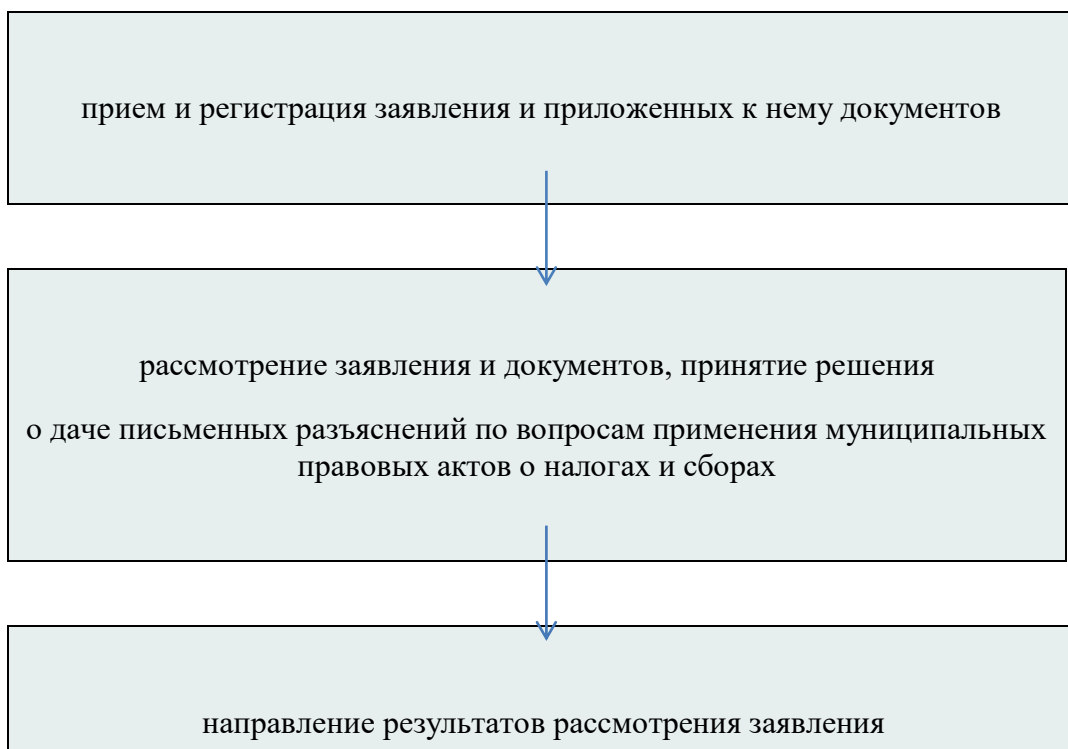 прием и регистрация заявления и приложенных к нему документов
рассмотрение заявления и документов, принятие решения
о даче письменных разъяснений по вопросам применения муниципальных
правовых актов о налогах и сборах
направление результатов рассмотрения заявления